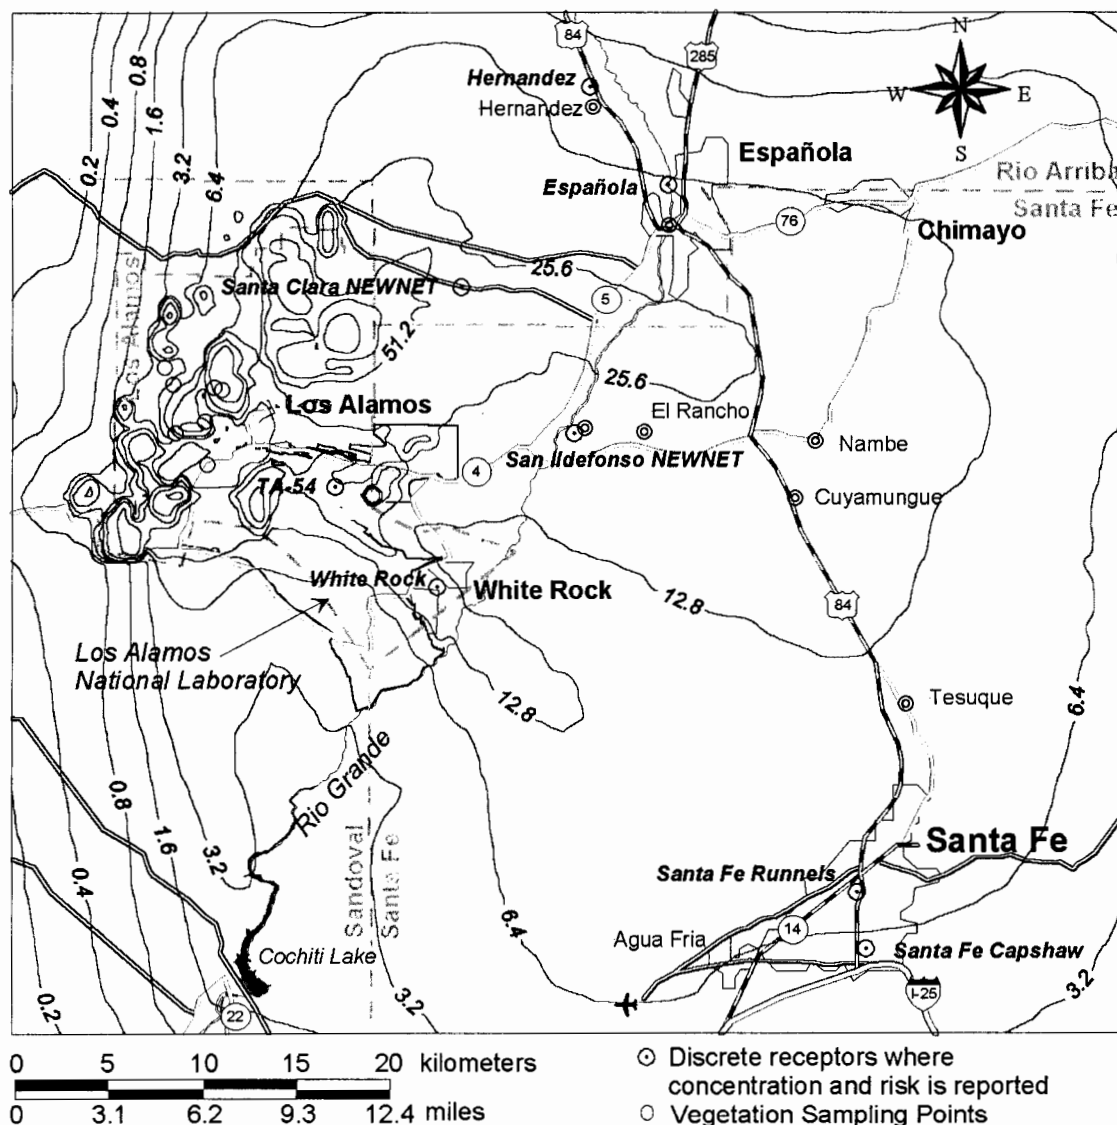 84
285
N
W E
S
Hernandez
Hernandez
Española
Española
Rio Arriba
Santa Fe
76
Chimayo
0.2
0.4
0.8
1.6
3.2
6.4
25.6
Santa Clara NEWNET
5
51.2
Los Alamos
25.6
Los Alamos
El Rancho
Nambe
San Ildefonso NEWNET
4
TA-54
Cuyamungue
White Rock
White Rock
12.8
84
Los Alamos
National Laboratory
12.8
Tesuque
6.4
Rio Grande
0.8
1.6
3.2
0.4
0.2
Sandoval
Santa Fe
Santa Fe
Santa Fe Runnels
6.4
14
Agua Fria
Santa Fe Capshaw
Cochiti Lake
3.2
I-25
3.2
22
0 5 10 15 20 kilometers
0 3.1 6.2 9.3 12.4 miles
Discrete receptors where
concentration and risk is reported
Vegetation Sampling Points